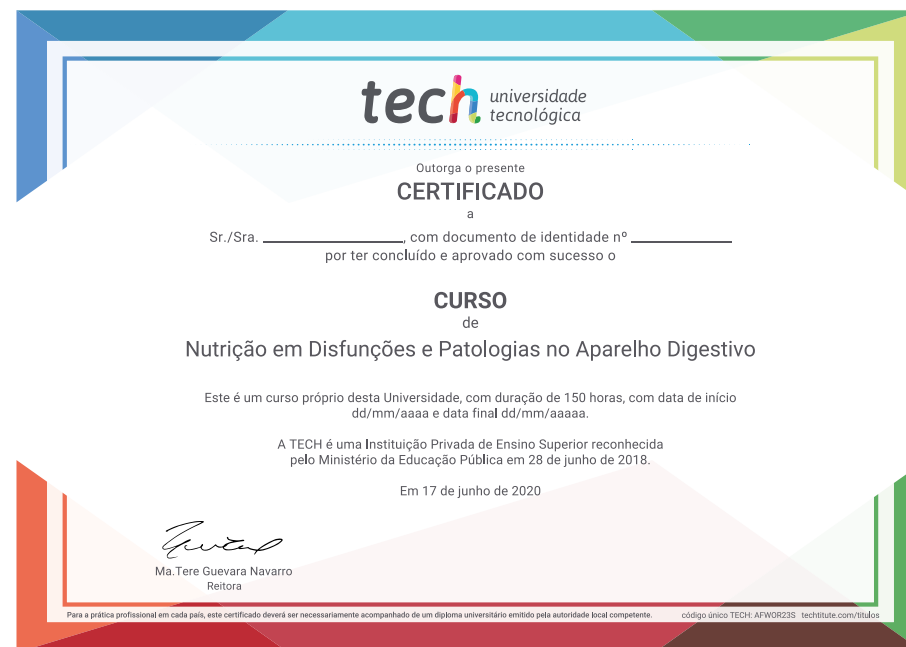 tech universidade
tecnológica
Outorga o presente
CERTIFICADO
a
Sr./Sra. ____________, com documento de identidade nº ____________
por ter concluído e aprovado com sucesso o
CURSO
de
Nutrição em Disfunções e Patologias no Aparelho Digestivo
Este é um curso próprio desta Universidade, com duração de 150 horas, com data de início
dd/mm/aaaa e data final dd/mm/aaaaa.
A TECH é uma Instituição Privada de Ensino Superior reconhecida
pelo Ministério da Educação Pública em 28 de junho de 2018.
Em 17 de junho de 2020
Ma.Tere Guevara Navarro
Reitora
Para a prática profissional em cada país, este certificado deverá ser necessariamente acompanhado de um diploma universitário emitido pela autoridade local competente. código único TECH: AFWOR23S techtitute.com/titulos